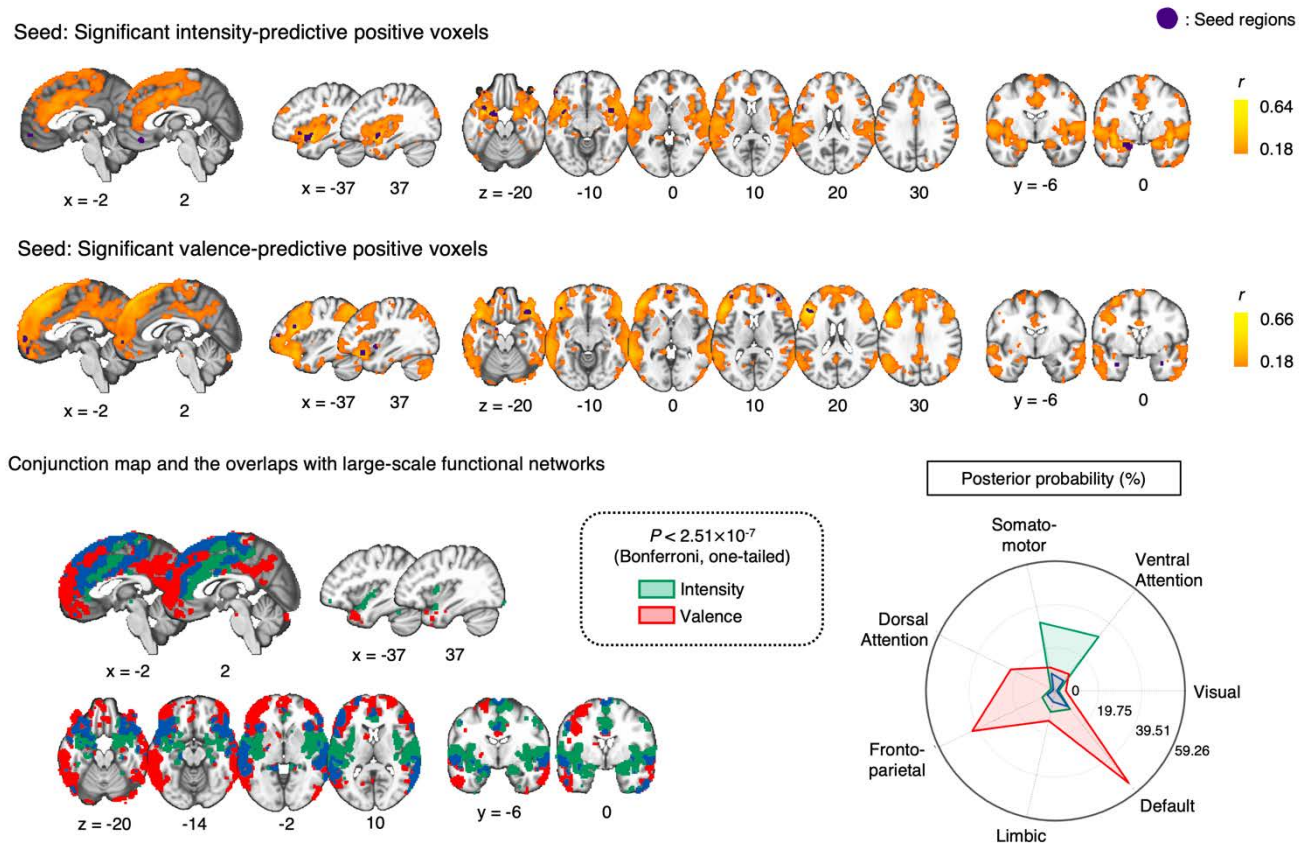 : Seed regions
Seed: Significant intensity-predictive positive voxels
r
0.64
0.18
x = -2 2 x = -37 37 z = -20 -10 0 10 20 30 y = -6 0
Seed: Significant valence-predictive positive voxels
r
0.66
0.18
x = -2 2 x = -37 37 z = -20 -10 0 10 20 30 y = -6 0
Conjunction map and the overlaps with large-scale functional networks
x = -2 2 x = -37 37
z = -20 -14 -2 10 y = -6 0
P < 2.51×10⁻⁷
(Bonferroni, one-tailed)
Intensity
Valence
Posterior probability (%)
Somato-
motor
Ventral
Attention
Dorsal
Attention
Visual
0
19.75
39.51
59.26
Fronto-
parietal
Default
Limbic